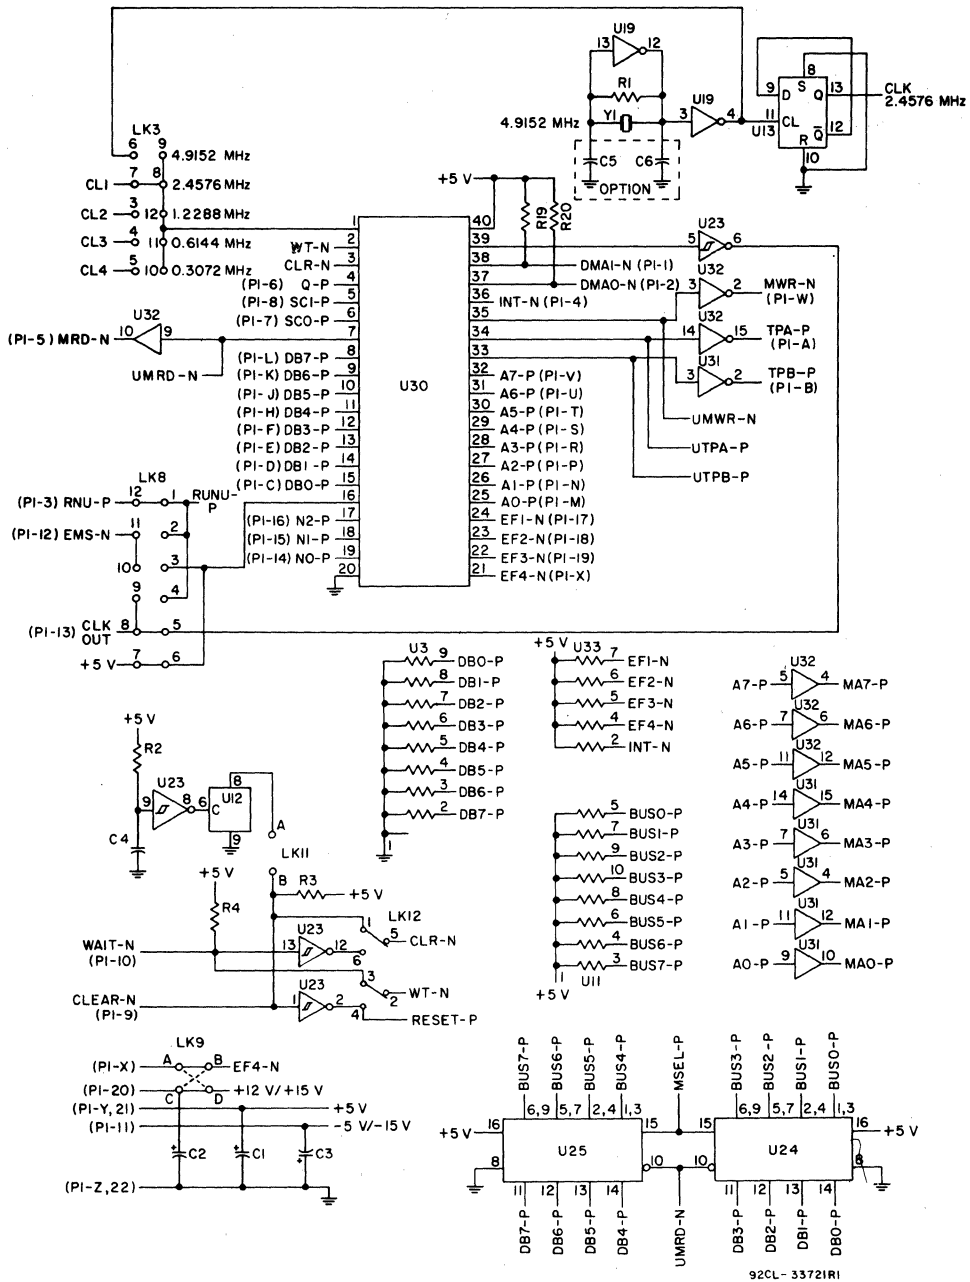 U19
13 12
R1
Y1
4.9152 MHz
C5 C6
OPTION
3 U19 4
8
9 D S Q 13
CLK
2.4576 MHz
11 CL
U13
Q 12
R
10
LK3
6 9 4.9152 MHz
CL1 7 8 2.4576 MHz
CL2 3 12 1.2288 MHz
CL3 4 11 0.6144 MHz
CL4 5 10 0.3072 MHz
+5 V
R19 R20
U30
1 40
WT-N 2 39
CLR-N 3 38 DMA1-N (P1-1)
(P1-6) Q-P 4 37 DMA0-N (P1-2)
(P1-8) SC1-P 5 36 INT-N (P1-4)
(P1-7) SC0-P 6 35
7 34
(P1-L) DB7-P 8 33
(P1-K) DB6-P 9 32 A7-P (P1-V)
(P1-J) DB5-P 10 31 A6-P (P1-U)
(P1-H) DB4-P 11 30 A5-P (P1-T)
(P1-F) DB3-P 12 29 A4-P (P1-S)
(P1-E) DB2-P 13 28 A3-P (P1-R)
(P1-D) DB1-P 14 27 A2-P (P1-P)
(P1-C) DB0-P 15 26 A1-P (P1-N)
16 25 A0-P (P1-M)
(P1-16) N2-P 17 24 EF1-N (P1-17)
(P1-15) N1-P 18 23 EF2-N (P1-18)
(P1-14) N0-P 19 22 EF3-N (P1-19)
20 21 EF4-N (P1-X)
U32
(P1-5) MRD-N 10 9
UMRD-N
U23
5 6
U32
3 2 MWR-N
(P1-W)
U32
14 15 TPA-P
(P1-A)
U31
3 2 TPB-P
(P1-B)
UMWR-N
UTPA-P
UTPB-P
LK8
(P1-3) RNU-P 12 1 RUNU-P
(P1-12) EMS-N 11 2
10 3
9 4
(P1-13) CLK OUT 8 5
+5 V 7 6
U3
9 DB0-P
8 DB1-P
7 DB2-P
6 DB3-P
5 DB4-P
4 DB5-P
3 DB6-P
2 DB7-P
1
+5 V
U33
7 EF1-N
6 EF2-N
5 EF3-N
4 EF4-N
2 INT-N
5 BUS0-P
7 BUS1-P
9 BUS2-P
10 BUS3-P
8 BUS4-P
6 BUS5-P
4 BUS6-P
3 BUS7-P
1 U11
+5 V
U32
A7-P 5 4 MA7-P
U32
A6-P 7 6 MA6-P
U32
A5-P 11 12 MA5-P
U31
A4-P 14 15 MA4-P
U31
A3-P 7 6 MA3-P
U31
A2-P 5 4 MA2-P
U31
A1-P 11 12 MA1-P
U31
A0-P 9 10 MA0-P
+5 V
R2
U23
9 8 6 C U12 8
9
C4
A
LK11
B
+5 V
R4
R3 +5 V
LK12
WAIT-N
(P1-10)
13 U23 12
1 5 CLR-N
6
3 2 WT-N
CLEAR-N
(P1-9)
1 U23 2
4 RESET-P
LK9
(P1-X) A B EF4-N
(P1-20) C D +12 V/+15 V
(P1-Y,21) +5 V
(P1-11) -5 V/-15 V
+ C2 + C1 + C3
(P1-Z,22)
BUS7-P BUS6-P BUS5-P BUS4-P
6,9 5,7 2,4 1,3
+5 V 16 15
U25
8 10
11 12 13 14
DB7-P DB6-P DB5-P DB4-P
MSEL-P
UMRD-N
BUS3-P BUS2-P BUS1-P BUS0-P
6,9 5,7 2,4 1,3
15 16 +5 V
U24
10 8
11 12 13 14
DB3-P DB2-P DB1-P DB0-P
92CL-33721R1